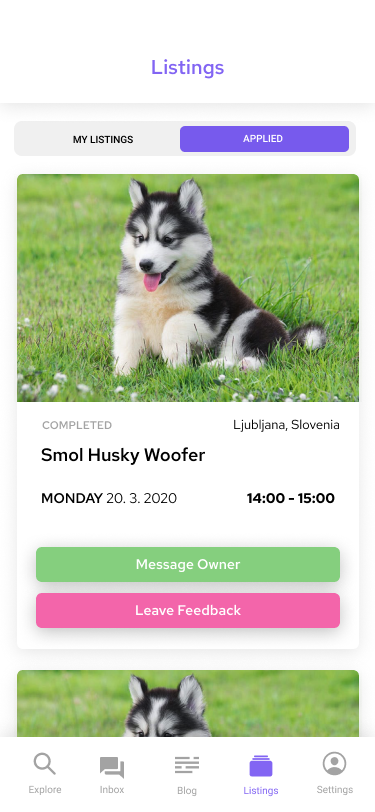 Listings
MY LISTINGS APPLIED
COMPLETED Ljubljana, Slovenia
Smol Husky Woofer
MONDAY 20. 3. 2020 14:00 - 15:00
Message Owner
Leave Feedback
Explore Inbox Blog Listings Settings